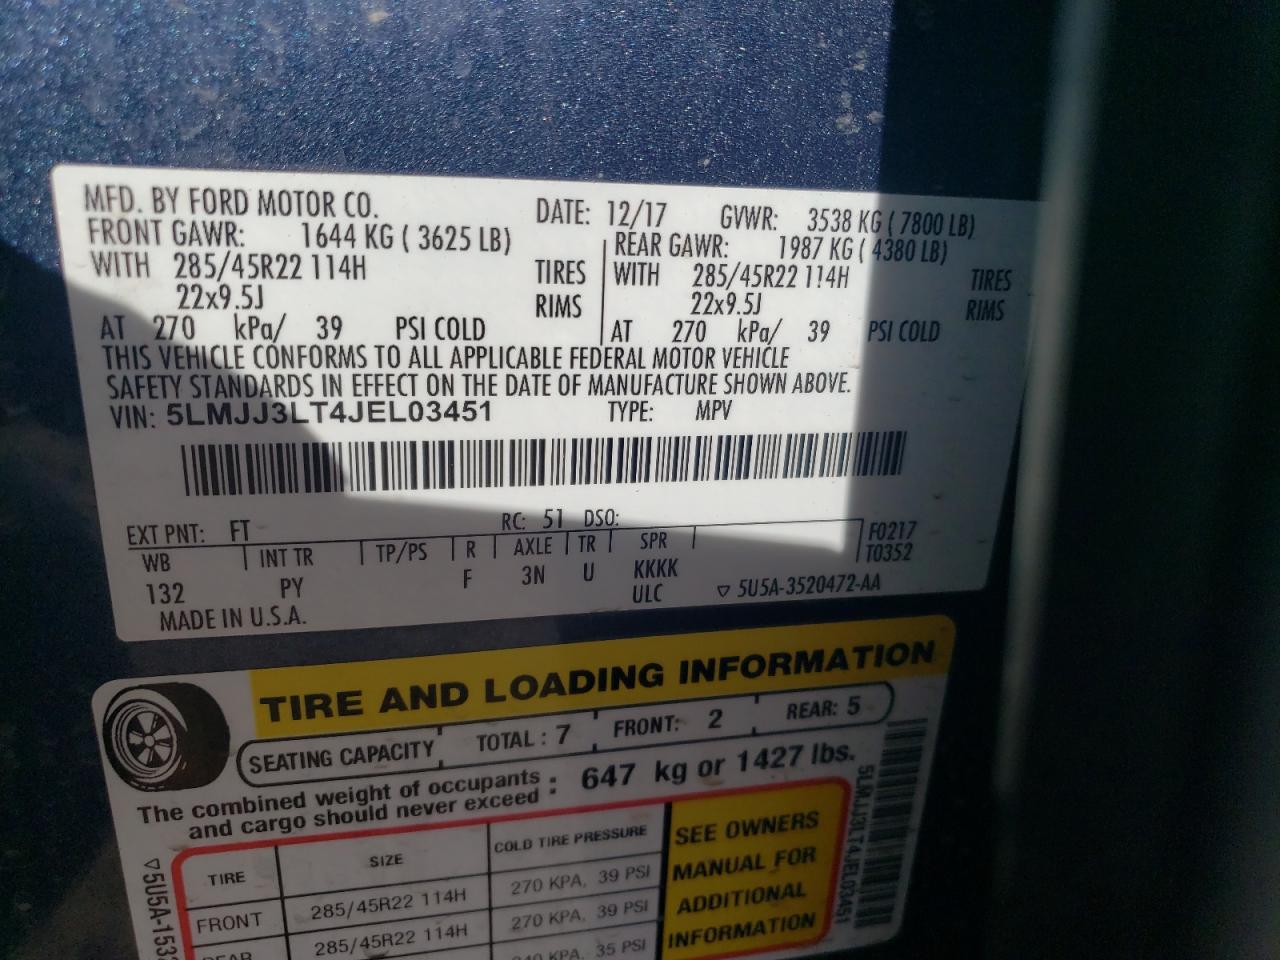 MFD. BY FORD MOTOR CO. DATE: 12/17 GVWR: 3538 KG ( 7800 LB)
FRONT GAWR: 1644 KG ( 3625 LB) REAR GAWR: 1987 KG ( 4380 LB)
WITH 285/45R22 114H TIRES WITH 285/45R22 114H TIRES
22x9.5J RIMS 22x9.5J RIMS
AT 270 kPa/ 39 PSI COLD AT 270 kPa/ 39 PSI COLD
THIS VEHICLE CONFORMS TO ALL APPLICABLE FEDERAL MOTOR VEHICLE
SAFETY STANDARDS IN EFFECT ON THE DATE OF MANUFACTURE SHOWN ABOVE.
VIN: 5LMJJ3LT4JEL03451 TYPE: MPV
EXT PNT: FT RC: 51 DSO: F0217
WB INT TR TP/PS R AXLE TR SPR T0352
132 PY F 3N U KKKK
ULC ▽ 5U5A-3520472-AA
MADE IN U.S.A.
TIRE AND LOADING INFORMATION
SEATING CAPACITY TOTAL : 7 FRONT: 2 REAR: 5
The combined weight of occupants
and cargo should never exceed : 647 kg or 1427 lbs.
TIRE SIZE COLD TIRE PRESSURE
FRONT 285/45R22 114H 270 KPA, 39 PSI
REAR 285/45R22 114H 270 KPA, 39 PSI
35 PSI
SEE OWNERS
MANUAL FOR
ADDITIONAL
INFORMATION
5LMJJ3LT4JEL03451
▽5U5A-153